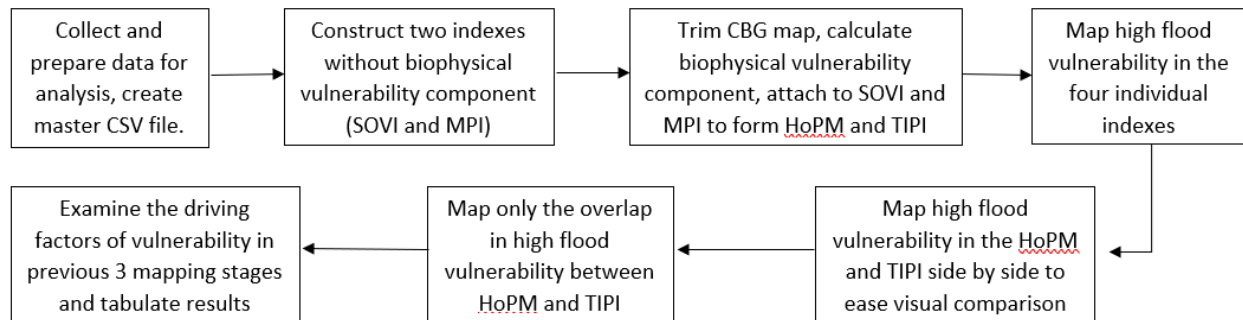 Collect and
prepare data for
analysis, create
master CSV file.
Construct two indexes
without biophysical
vulnerability component
(SOVI and MPI)
Trim CBG map, calculate
biophysical vulnerability
component, attach to SOVI and
MPI to form HoPM and TIPI
Map high flood
vulnerability in the
four individual
indexes
Map high flood
vulnerability in the HoPM
and TIPI side by side to
ease visual comparison
Map only the overlap
in high flood
vulnerability between
HoPM and TIPI
Examine the driving
factors of vulnerability in
previous 3 mapping stages
and tabulate results